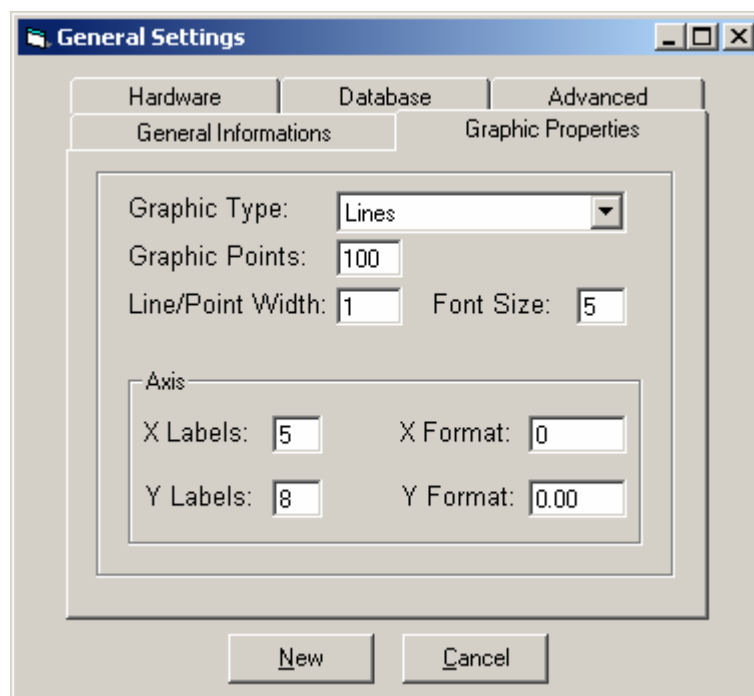 General Settings
Hardware Database Advanced
General Informations Graphic Properties
Graphic Type: Lines
Graphic Points: 100
Line/Point Width: 1 Font Size: 5
Axis
X Labels: 5 X Format: 0
Y Labels: 8 Y Format: 0.00
New Cancel